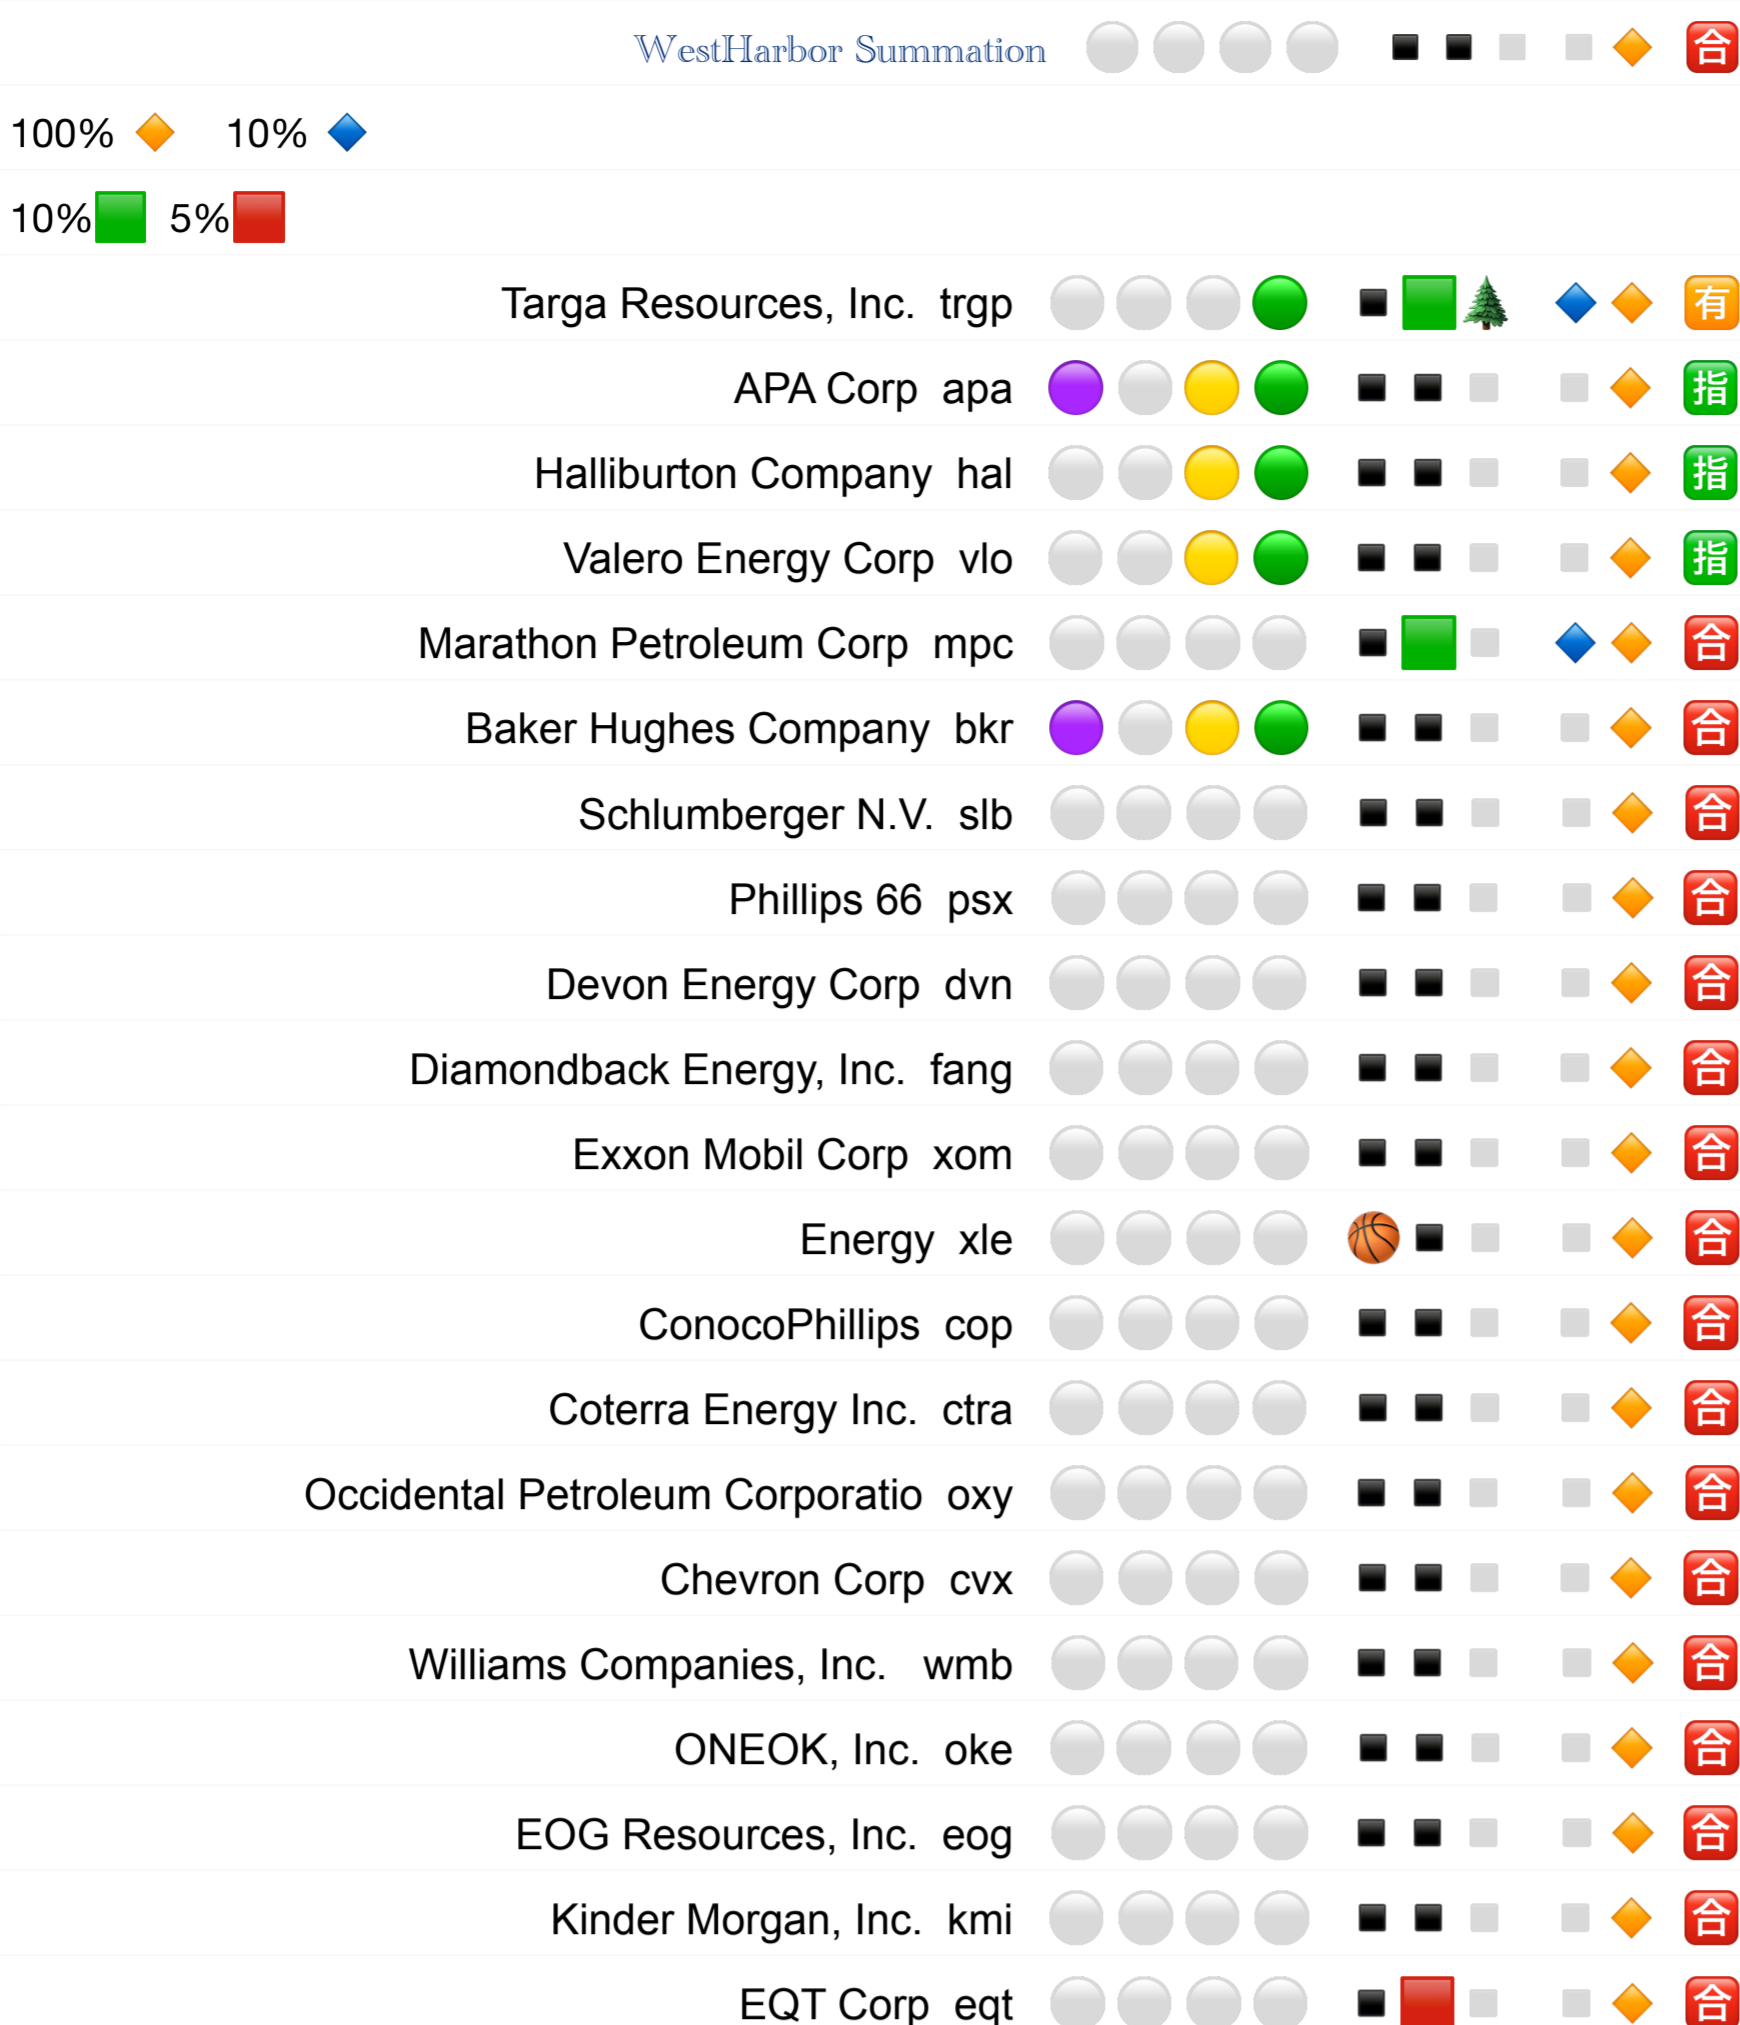 WestHarbor Summation 合
100% 10%
10% 5%
Targa Resources, Inc. trgp 有
APA Corp apa 指
Halliburton Company hal 指
Valero Energy Corp vlo 指
Marathon Petroleum Corp mpc 合
Baker Hughes Company bkr 合
Schlumberger N.V. slb 合
Phillips 66 psx 合
Devon Energy Corp dvn 合
Diamondback Energy, Inc. fang 合
Exxon Mobil Corp xom 合
Energy xle 合
ConocoPhillips cop 合
Coterra Energy Inc. ctra 合
Occidental Petroleum Corporatio oxy 合
Chevron Corp cvx 合
Williams Companies, Inc. wmb 合
ONEOK, Inc. oke 合
EOG Resources, Inc. eog 合
Kinder Morgan, Inc. kmi 合
EQT Corp eqt 合